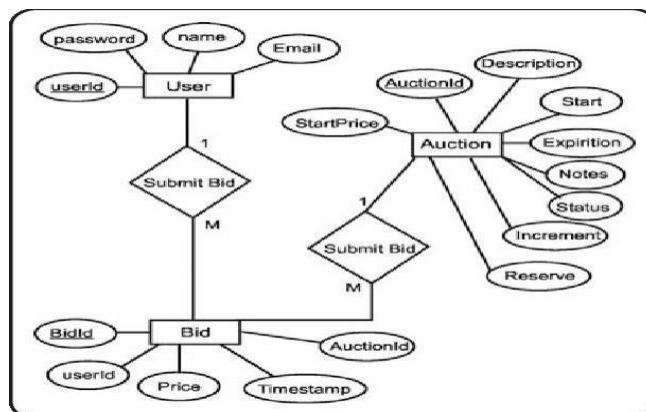 password
name
Email
userId
User
AuctionId
Description
Start
StartPrice
Auction
Expirition
Notes
Status
Increment
Reserve
1
Submit Bid
M
1
Submit Bid
M
BidId
Bid
AuctionId
userId
Price
Timestamp